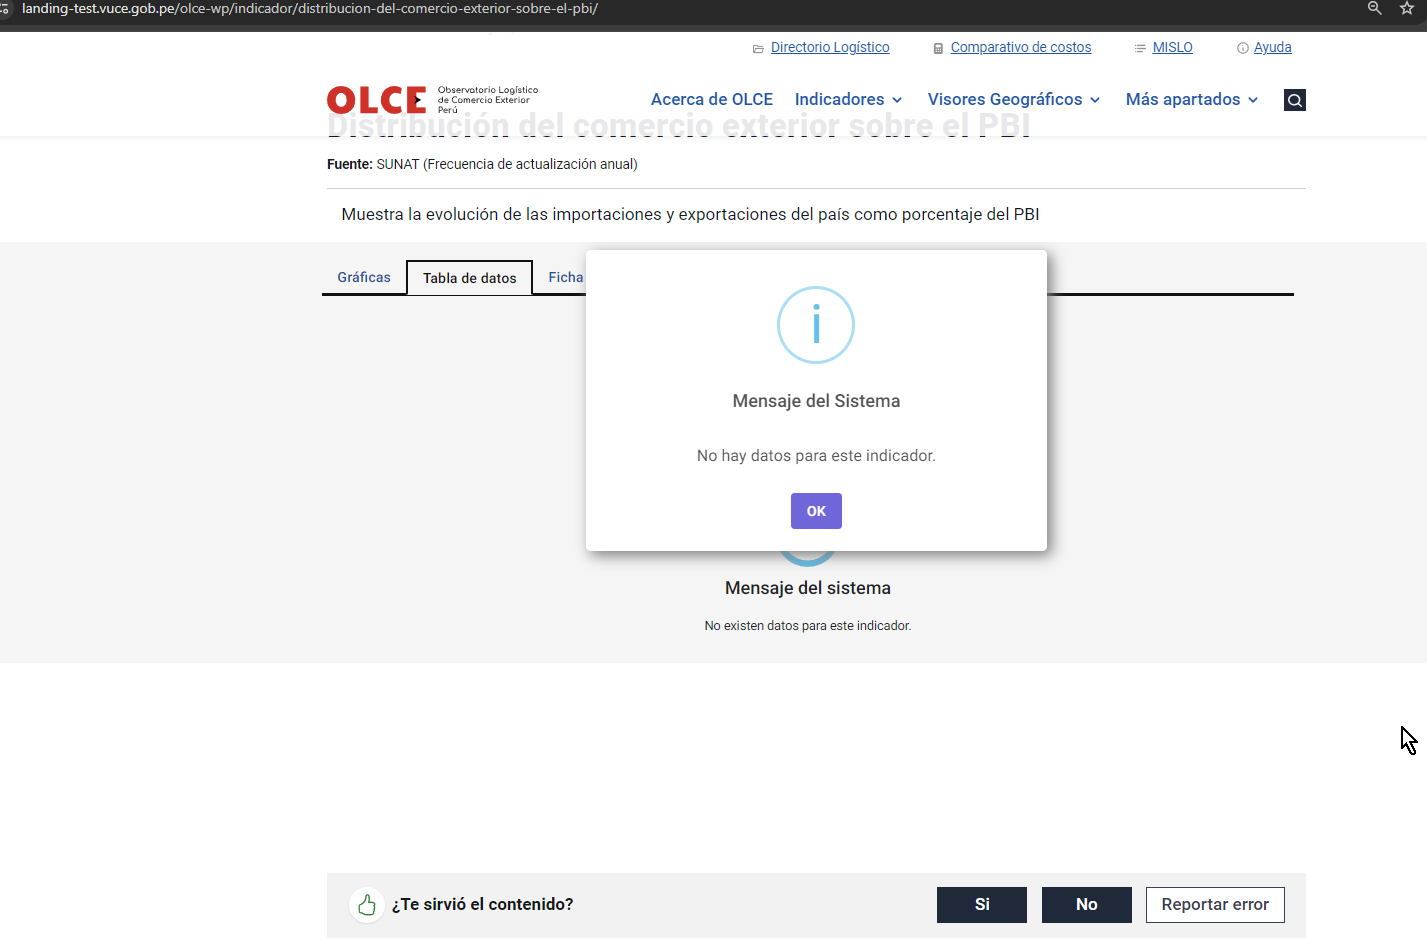 landing-test.vuce.gob.pe/olce-wp/indicador/distribucion-del-comercio-exterior-sobre-el-pbi/
Directorio Logístico
Comparativo de costos
MISLO
Ayuda
OLCE
Observatorio Logístico
de Comercio Exterior
Perú
Acerca de OLCE
Indicadores
Visores Geográficos
Más apartados
Distribución del comercio exterior sobre el PBI
Fuente: SUNAT (Frecuencia de actualización anual)
Muestra la evolución de las importaciones y exportaciones del país como porcentaje del PBI
Gráficas
Tabla de datos
Ficha
Mensaje del Sistema
No hay datos para este indicador.
OK
Mensaje del sistema
No existen datos para este indicador.
¿Te sirvió el contenido?
Si
No
Reportar error